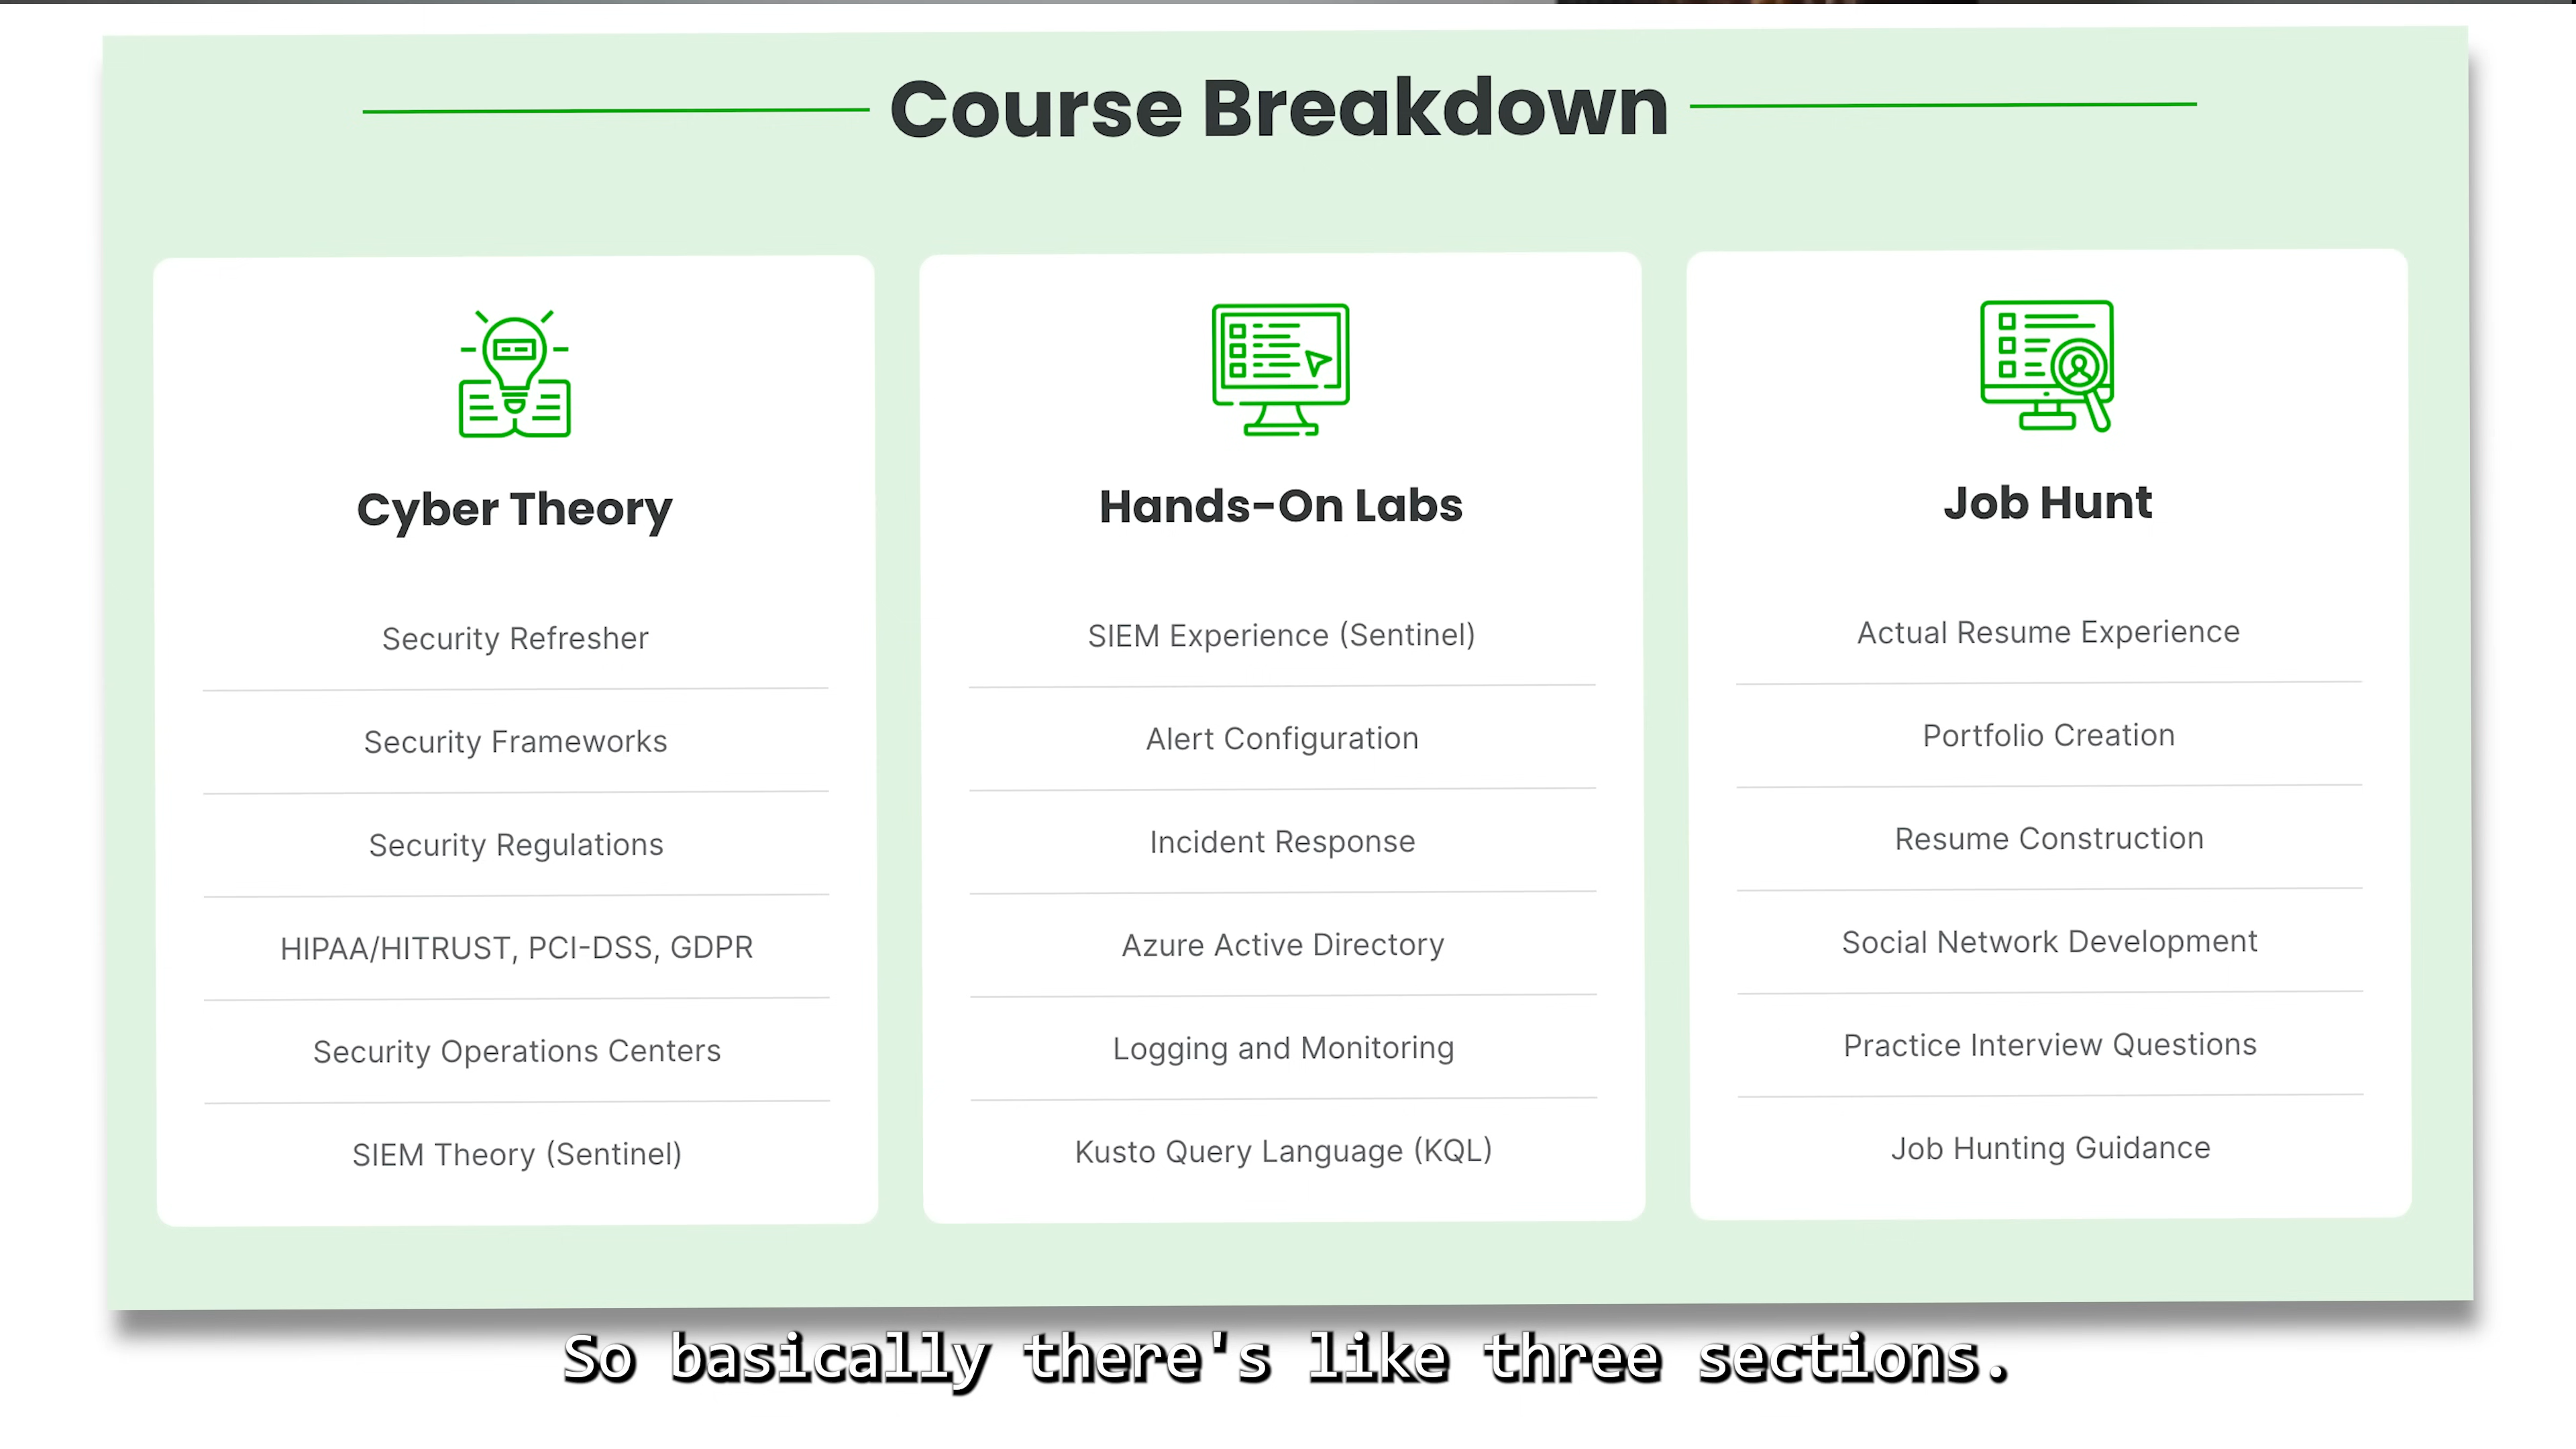 Course Breakdown
Cyber Theory
Security Refresher
Security Frameworks
Security Regulations
HIPAA/HITRUST, PCI-DSS, GDPR
Security Operations Centers
SIEM Theory (Sentinel)
Hands-On Labs
SIEM Experience (Sentinel)
Alert Configuration
Incident Response
Azure Active Directory
Logging and Monitoring
Kusto Query Language (KQL)
Job Hunt
Actual Resume Experience
Portfolio Creation
Resume Construction
Social Network Development
Practice Interview Questions
Job Hunting Guidance
So basically there's like three sections.